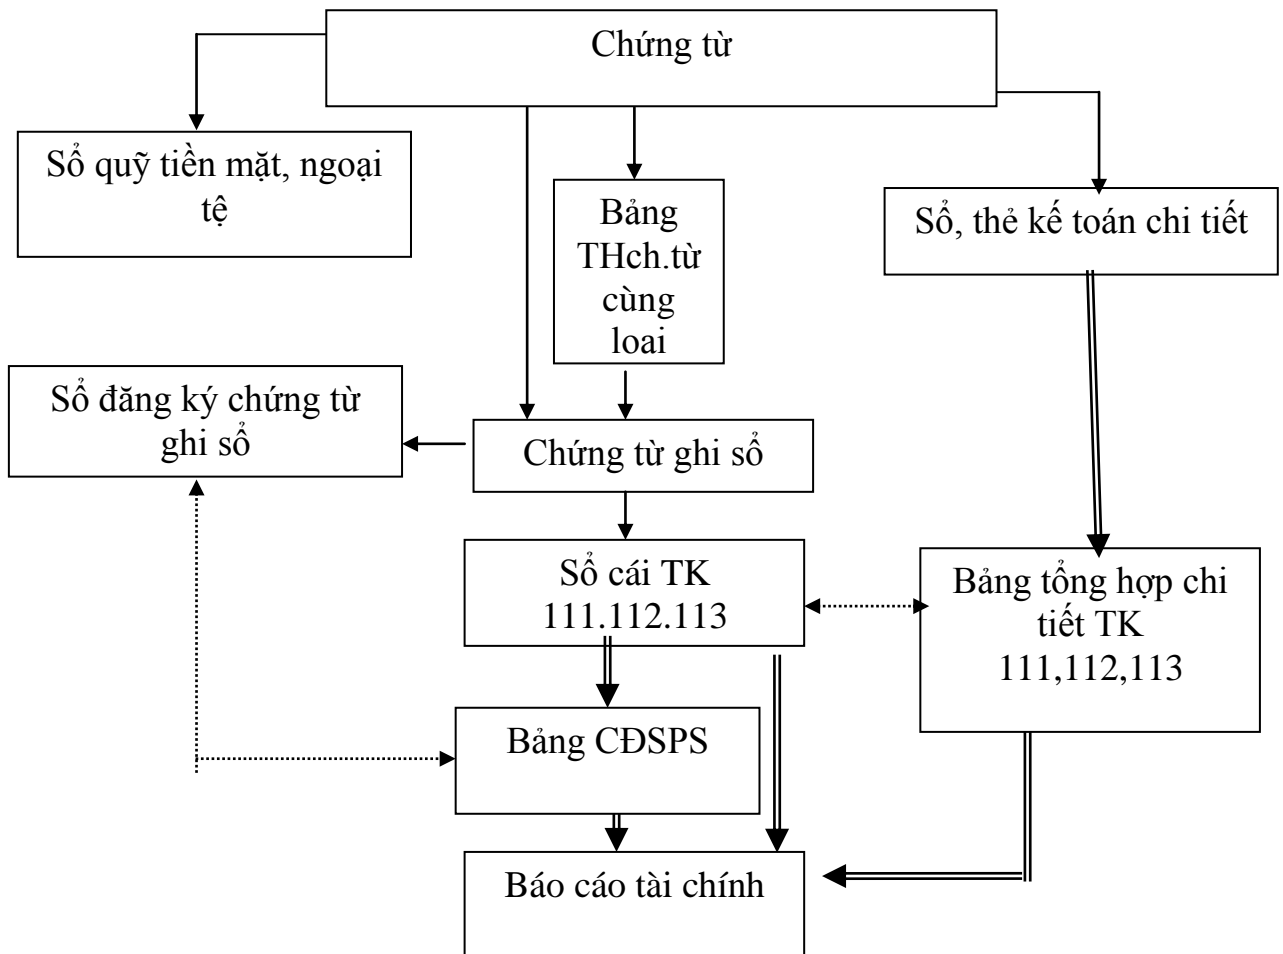 Chứng từ
Sổ quỹ tiền mặt, ngoại
tệ
Bảng
THch.từ
cùng
loai
Sổ, thẻ kế toán chi tiết
Sổ đăng ký chứng từ
ghi sổ
Chứng từ ghi sổ
Sổ cái TK
111.112.113
Bảng tổng hợp chi
tiết TK
111,112,113
Bảng CĐSPS
Báo cáo tài chính